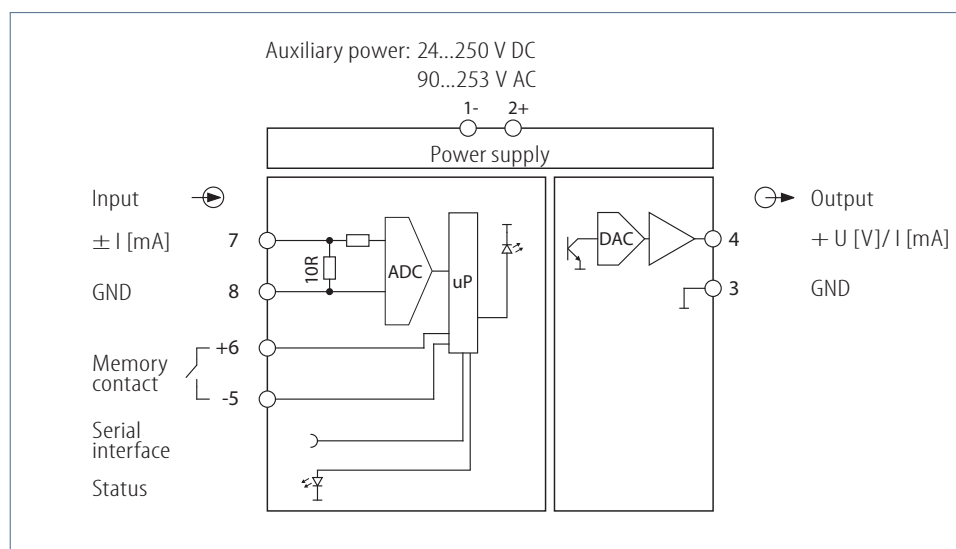 Auxiliary power: 24...250 V DC
90...253 V AC
1- 2+
Power supply
Input
Output
± I [mA] 7
10R
ADC
uP
DAC
4 + U [V]/ I [mA]
GND 8
3 GND
Memory
contact
+6
-5
Serial
interface
Status